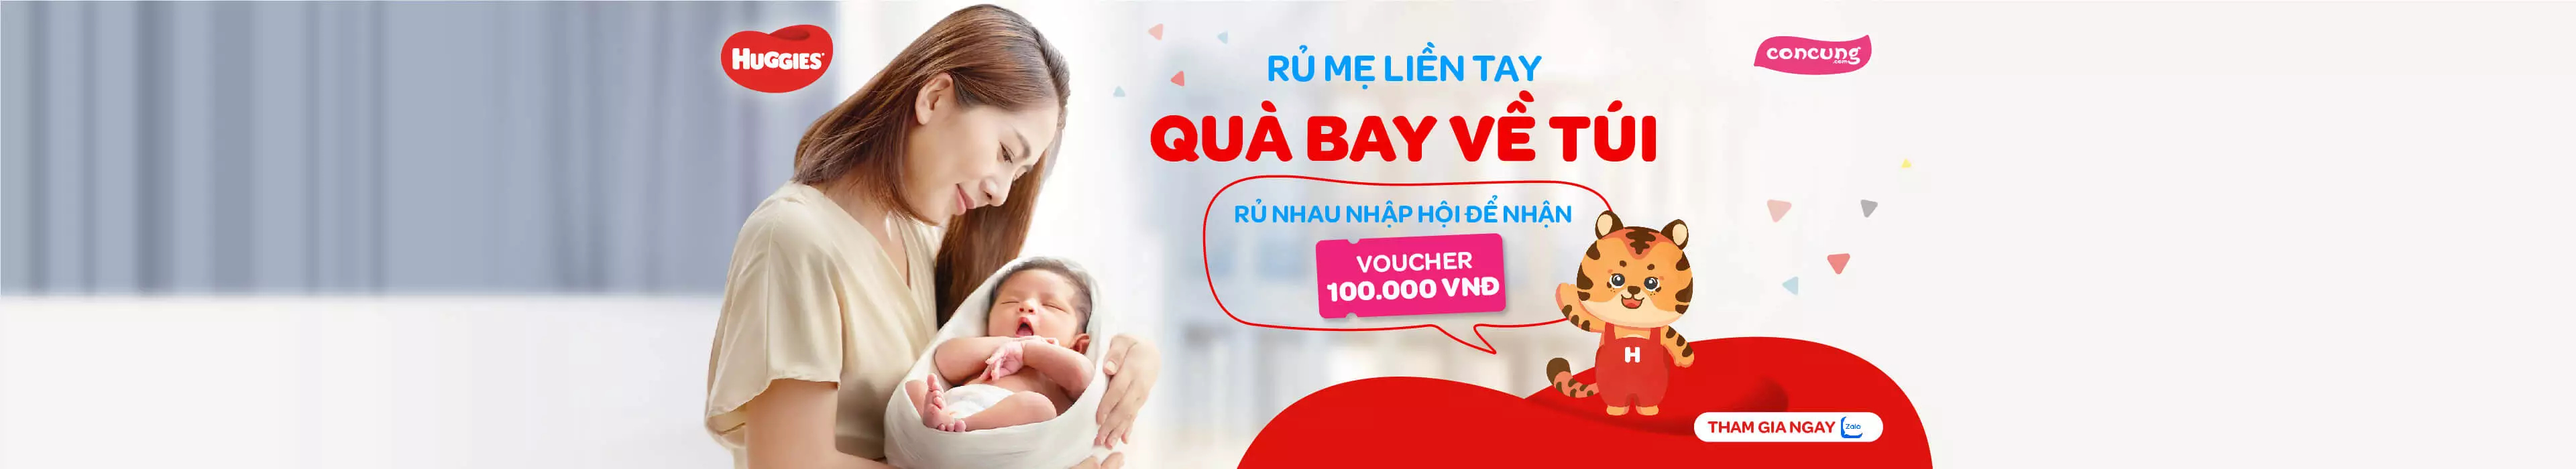 HUGGIES
RỦ MẸ LIỀN TAY
QUÀ BAY VỀ TÚI
concung
.com
RỦ NHAU NHẬP HỘI ĐỂ NHẬN
VOUCHER
100.000 VNĐ
H
THAM GIA NGAY Zalo